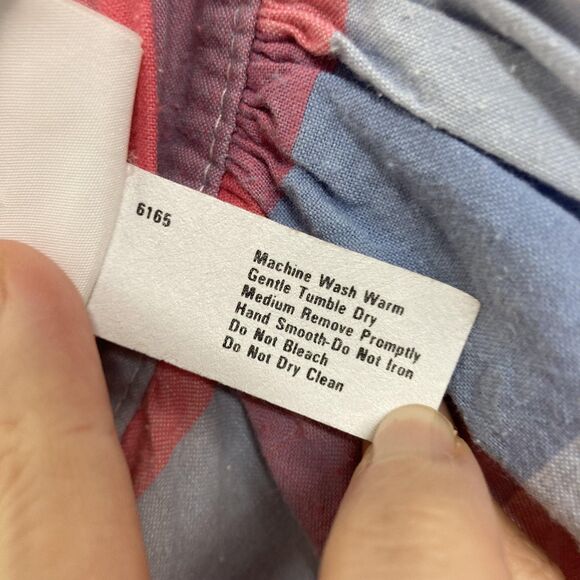 6165
Machine Wash Warm
Gentle Tumble Dry
Medium Remove Promptly
Hand Smooth-Do Not Iron
Do Not Bleach
Do Not Dry Clean